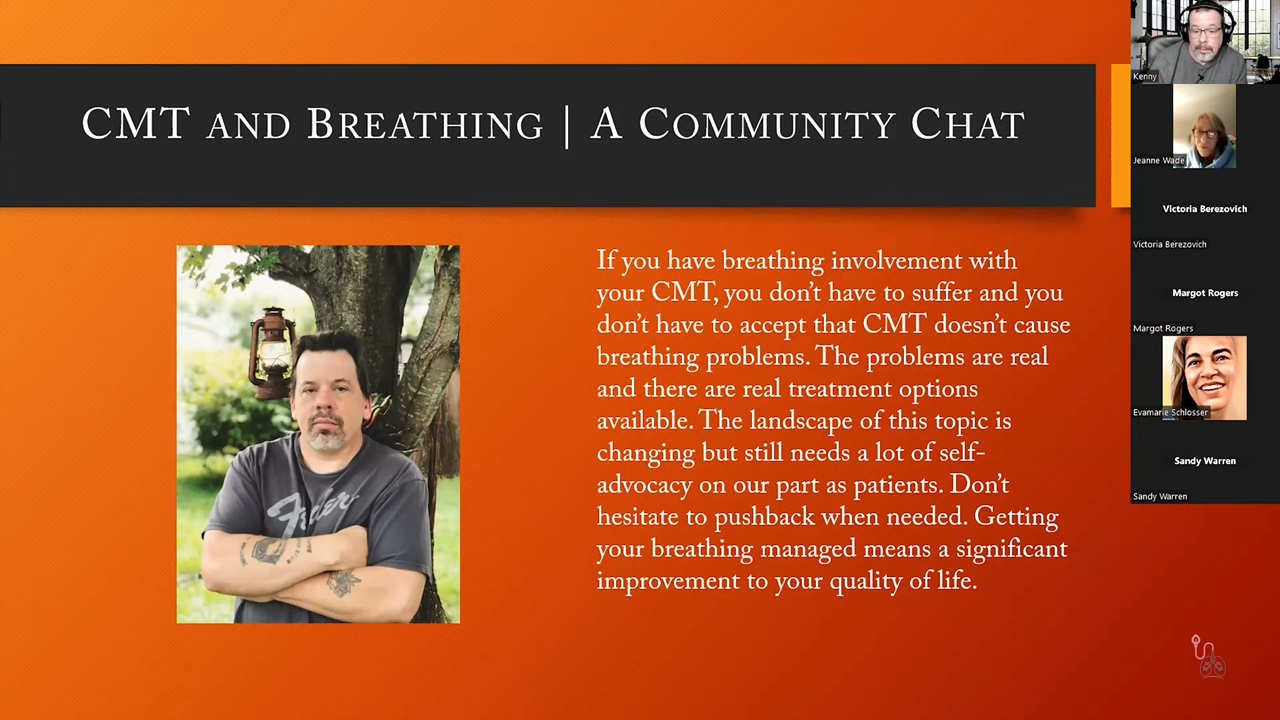 CMT AND BREATHING | A COMMUNITY CHAT
If you have breathing involvement with
your CMT, you don't have to suffer and you
don't have to accept that CMT doesn't cause
breathing problems. The problems are real
and there are real treatment options
available. The landscape of this topic is
changing but still needs a lot of self-
advocacy on our part as patients. Don't
hesitate to pushback when needed. Getting
your breathing managed means a significant
improvement to your quality of life.
Fender
Kenny
Jeanne Wade
Victoria Berezovich
Victoria Berezovich
Margot Rogers
Margot Rogers
Evamarie Schlosser
Sandy Warren
Sandy Warren